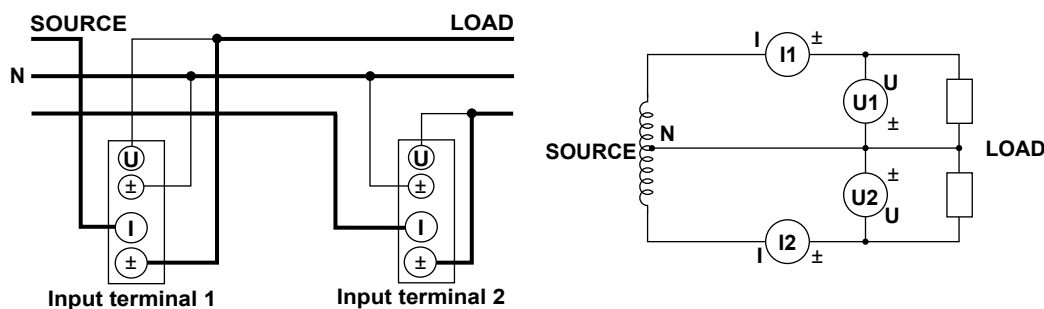 SOURCE LOAD
N
U U
± ±
I I
± ±
Input terminal 1 Input terminal 2
I I1 ±
U
U1
±
N
SOURCE LOAD
±
U2
U
I I2 ±